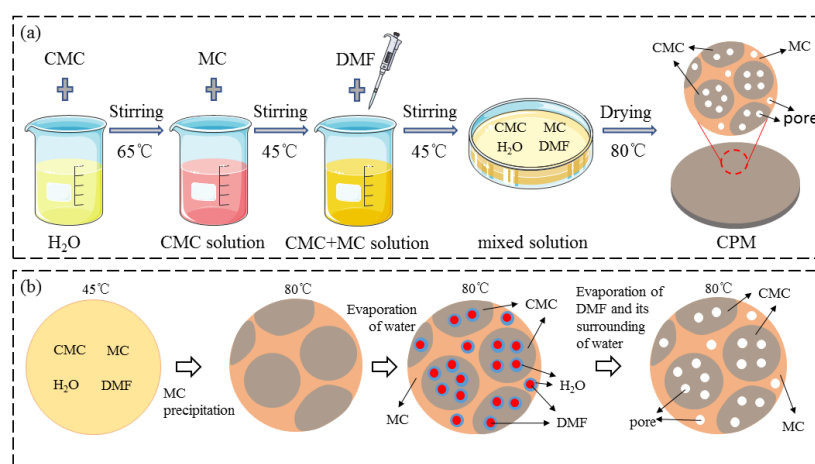 (a)
CMC
MC
DMF
Stirring
65℃
Stirring
45℃
Stirring
45℃
Drying
80℃
CMC MC
H₂O DMF
CMC
MC
pore
H₂O
CMC solution
CMC+MC solution
mixed solution
CPM
(b)
45℃
80℃
80℃
80℃
CMC MC
H₂O DMF
MC
precipitation
Evaporation
of water
CMC
H₂O
DMF
MC
Evaporation of
DMF and its
surrounding
of water
CMC
MC
pore